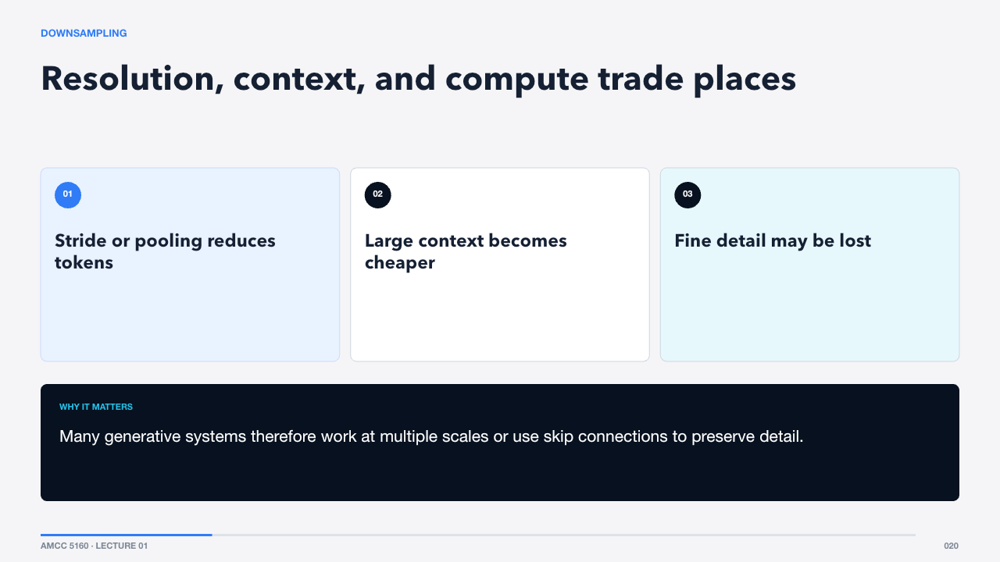 DOWNSAMPLING
Resolution, context, and compute trade places
01
Stride or pooling reduces
tokens
02
Large context becomes
cheaper
03
Fine detail may be lost
WHY IT MATTERS
Many generative systems therefore work at multiple scales or use skip connections to preserve detail.
AMCC 5160 · LECTURE 01
020